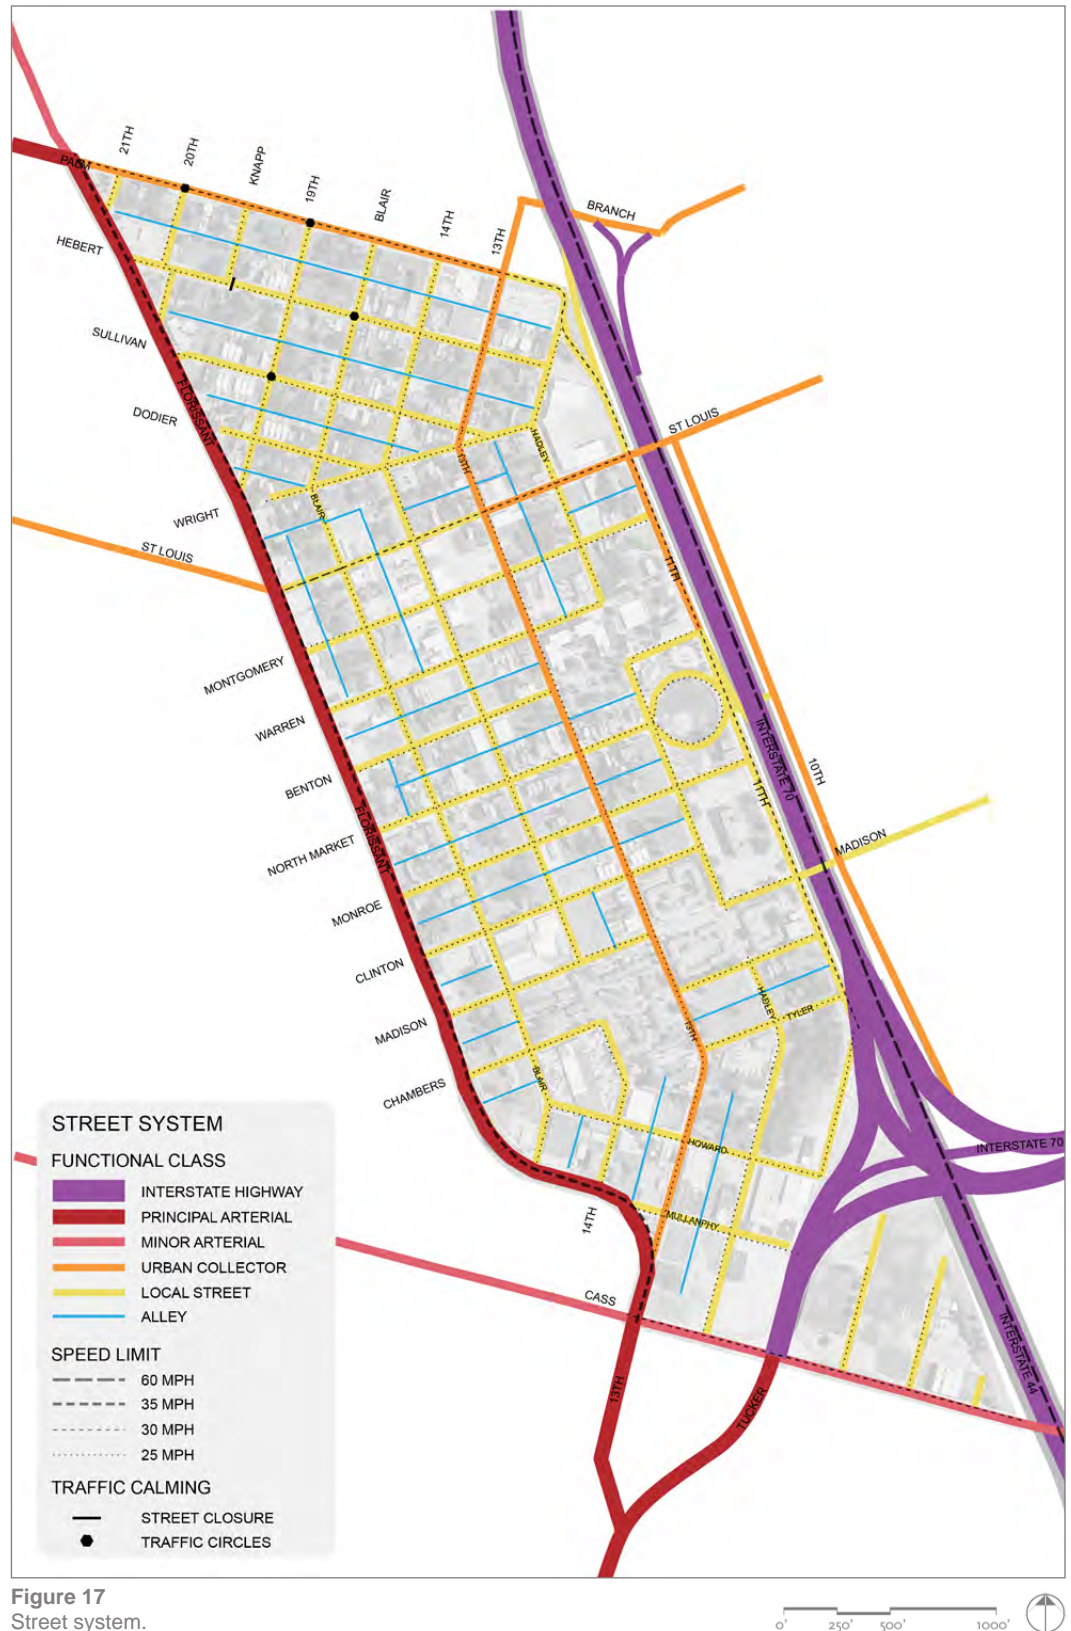 21TH
20TH
KNAPP
19TH
BLAIR
14TH
13TH
BRANCH
PALM
HEBERT
SULLIVAN
DODIER
WRIGHT
ST LOUIS
FLORISSANT
13TH
HADLEY
ST LOUIS
BLAIR
11TH
MONTGOMERY
WARREN
BENTON
NORTH MARKET
MONROE
CLINTON
MADISON
CHAMBERS
FLORISSANT
INTERSTATE 70
10TH
11TH
MADISON
HADLEY
TYLER
13TH
BLAIR
HOWARD
MULLANPHY
14TH
CASS
13TH
TUCKER
INTERSTATE 70
INTERSTATE 44
STREET SYSTEM
FUNCTIONAL CLASS
INTERSTATE HIGHWAY
PRINCIPAL ARTERIAL
MINOR ARTERIAL
URBAN COLLECTOR
LOCAL STREET
ALLEY
SPEED LIMIT
60 MPH
35 MPH
30 MPH
25 MPH
TRAFFIC CALMING
STREET CLOSURE
TRAFFIC CIRCLES
Figure 17
Street system.
0' 250' 500' 1000'